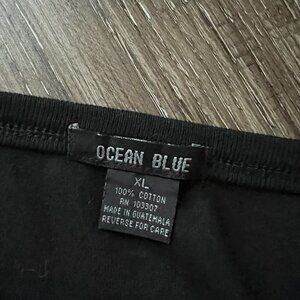 OCEAN BLUE
XL
100% COTTON
RN 103307
MADE IN GUATEMALA
REVERSE FOR CARE